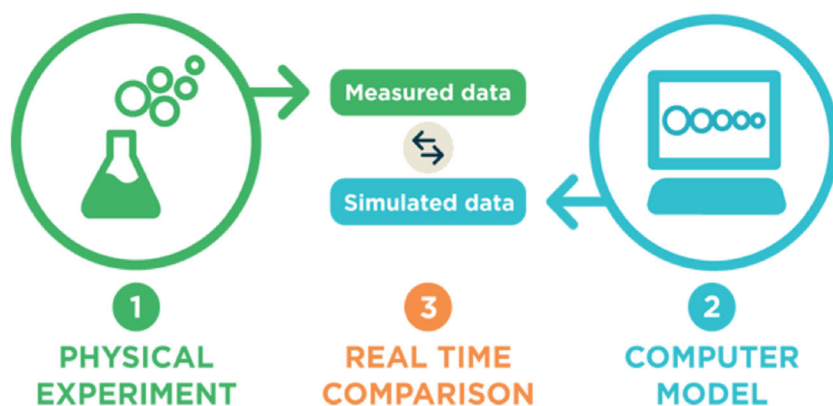 Measured data
Simulated data
1
PHYSICAL
EXPERIMENT
3
REAL TIME
COMPARISON
2
COMPUTER
MODEL